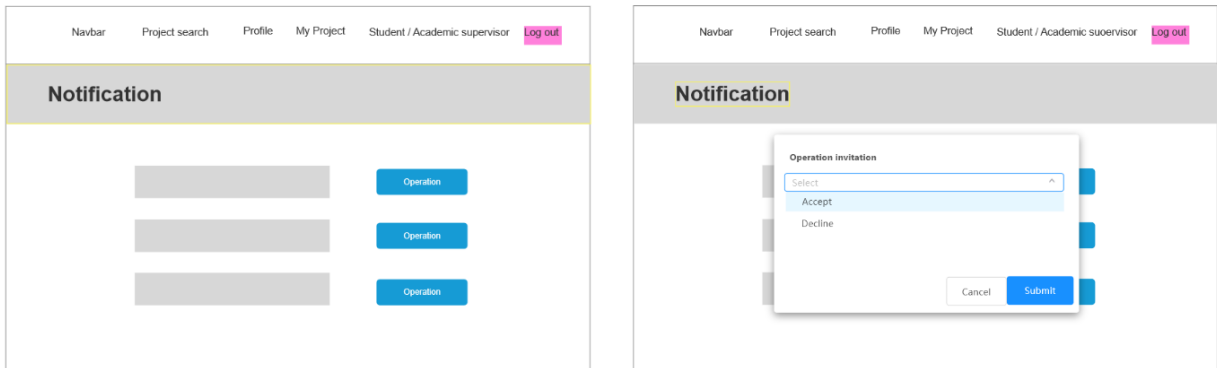 Navbar Project search Profile My Project Student / Academic supervisor Log out
Notification
Operation
Operation
Operation
Navbar Project search Profile My Project Student / Academic suoervisor Log out
Notification
Operation invitation
Select
Accept
Decline
Cancel Submit